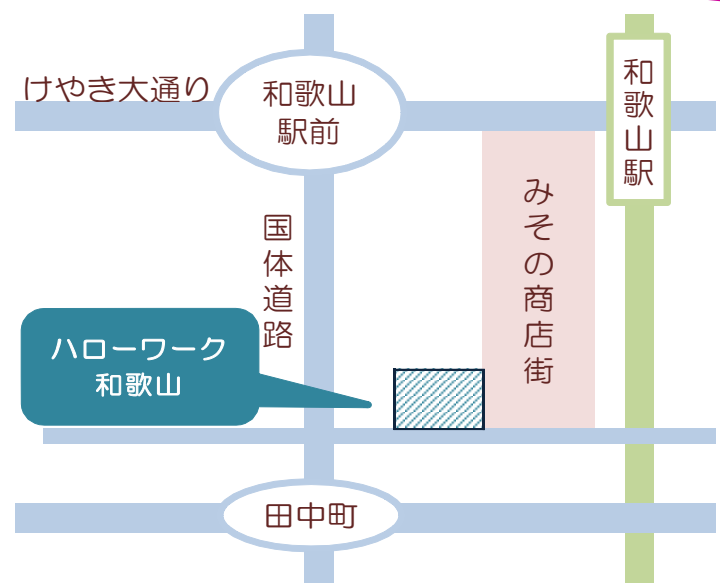 けやき大通り
和歌山
駅前
和歌山駅
みその商店街
国体道路
ハローワーク
和歌山
田中町